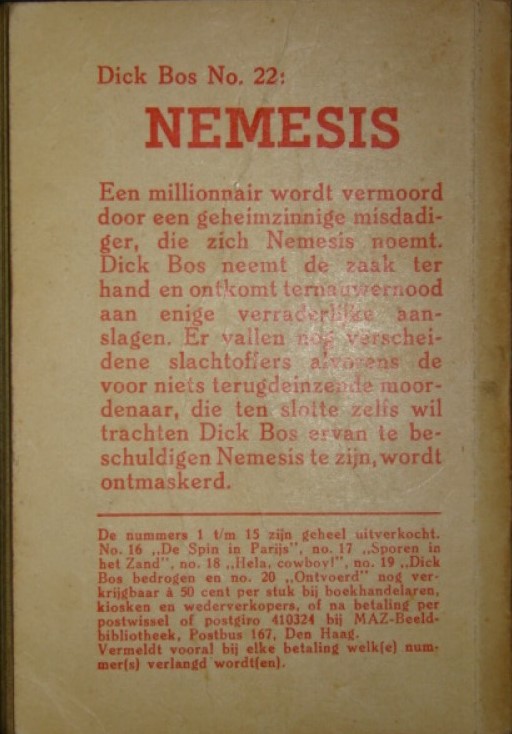 Dick Bos No. 22:
NEMESIS
Een millionnair wordt vermoord
door een geheimzinnige misdadi-
ger, die zich Nemesis noemt.
Dick Bos neemt de zaak ter
hand en ontkomt ternauwernood
aan enige verraderlijke aan-
slagen. Er vallen nog verschei-
dene slachtoffers alvorens de
voor niets terugdeinzende moor-
denaar, die ten slotte zelfs wil
trachten Dick Bos ervan te be-
schuldigen Nemesis te zijn, wordt
ontmaskerd.
De nummers 1 t/m 15 zijn geheel uitverkocht.
No. 16 „De Spin in Parijs", no. 17 „Sporen in
het Zand", no. 18 „Hela, cowboy!", no. 19 „Dick
Bos bedrogen en no. 20 „Ontvoerd" nog ver-
krijgbaar à 50 cent per stuk bij boekhandelaren,
kiosken en wederverkopers, of na betaling per
postwissel of postgiro 410324 bij MAZ-Beeld-
bibliotheek, Postbus 167, Den Haag.
Vermeldt vooral bij elke betaling welk(e) num-
mer(s) verlangd wordt(en).